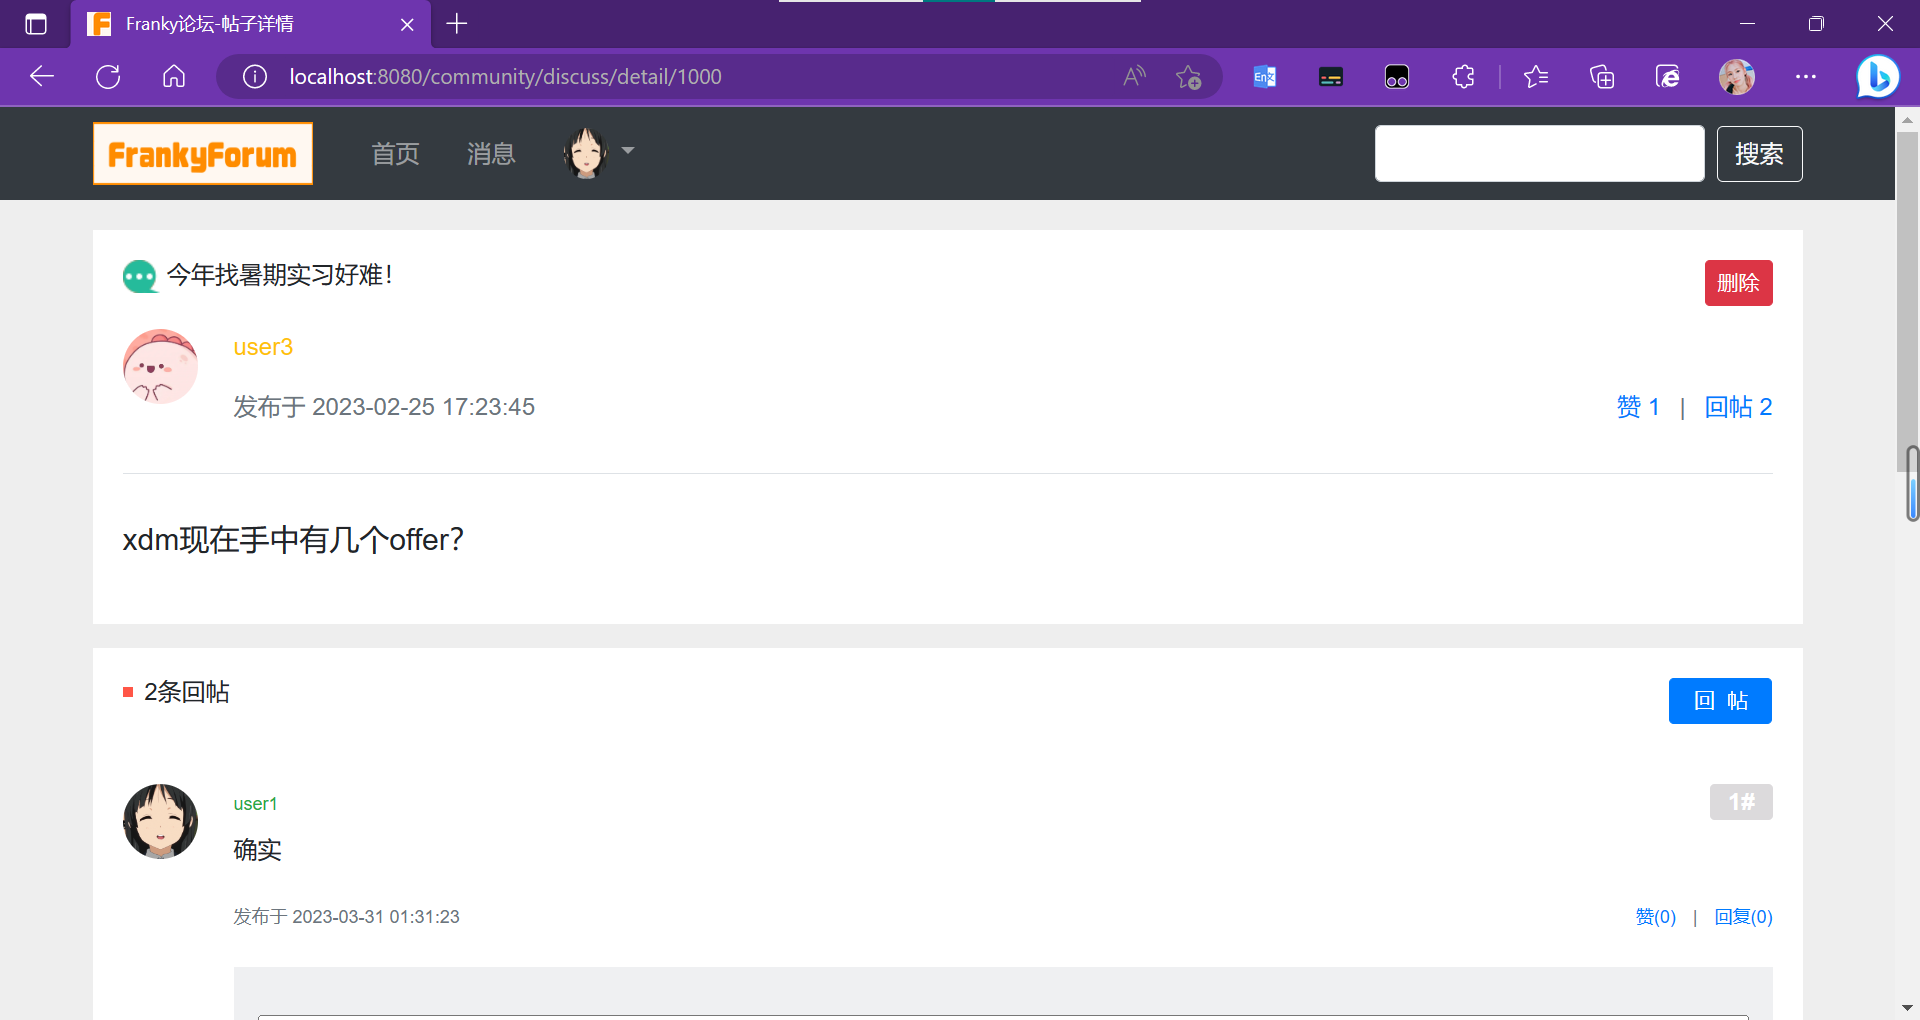 Franky论坛-帖子详情
localhost:8080/community/discuss/detail/1000
FrankyForum 首页 消息 搜索
今年找暑期实习好难！ 删除
user3
发布于 2023-02-25 17:23:45 赞 1 | 回帖 2
xdm现在手中有几个offer？
2条回帖 回 帖
user1 1#
确实
发布于 2023-03-31 01:31:23 赞(0) | 回复(0)